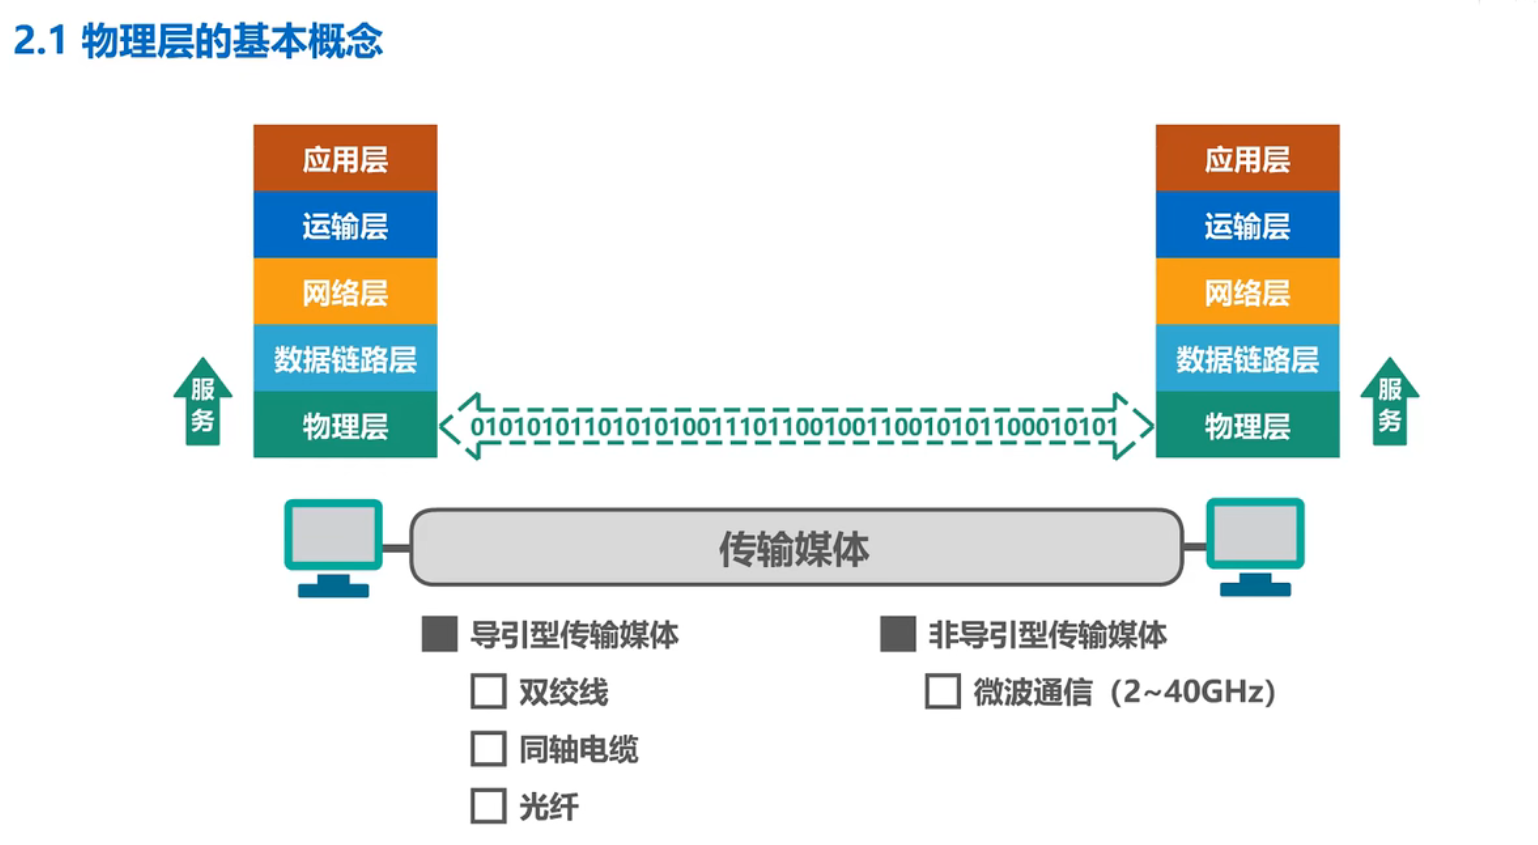 2.1 物理层的基本概念
应用层
运输层
网络层
数据链路层
物理层
服务
应用层
运输层
网络层
数据链路层
物理层
服务
010101011010101001110110010011001010110001010​1
传输媒体
导引型传输媒体
双绞线
同轴电缆
光纤
非导引型传输媒体
微波通信（2~40GHz）